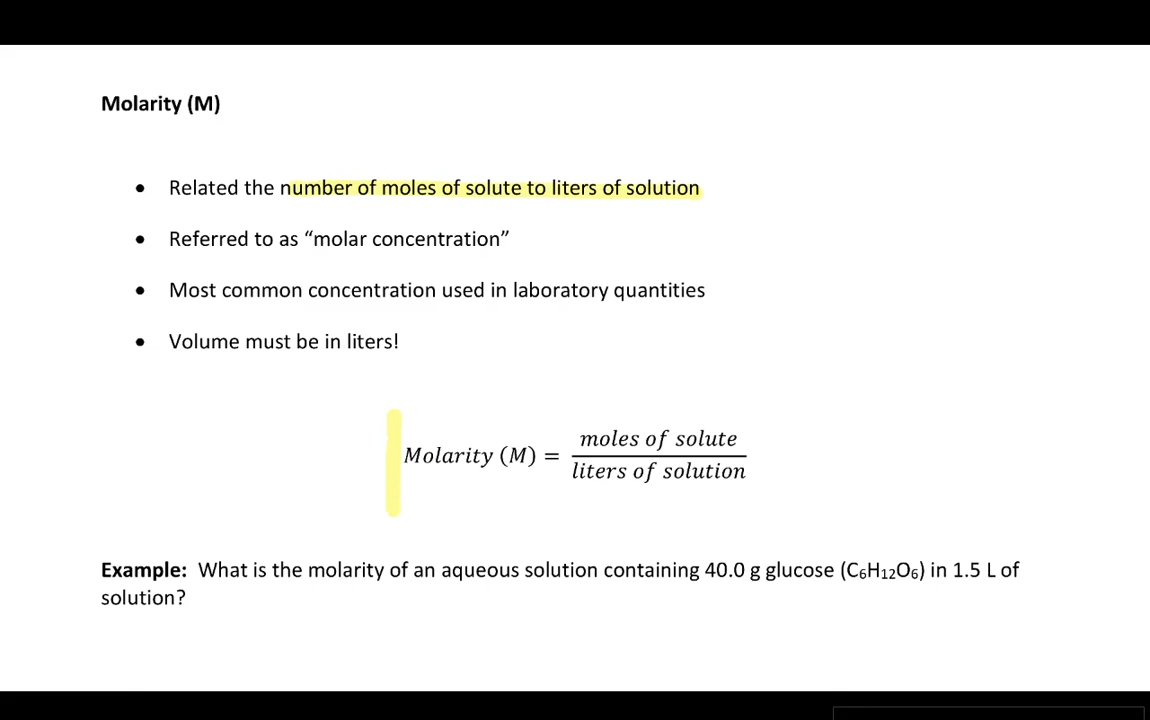 Molarity (M)
• Related the number of moles of solute to liters of solution
• Referred to as “molar concentration”
• Most common concentration used in laboratory quantities
• Volume must be in liters!
Molarity (M) = moles of solute / liters of solution
Example: What is the molarity of an aqueous solution containing 40.0 g glucose (C₆H₁₂O₆) in 1.5 L of
solution?